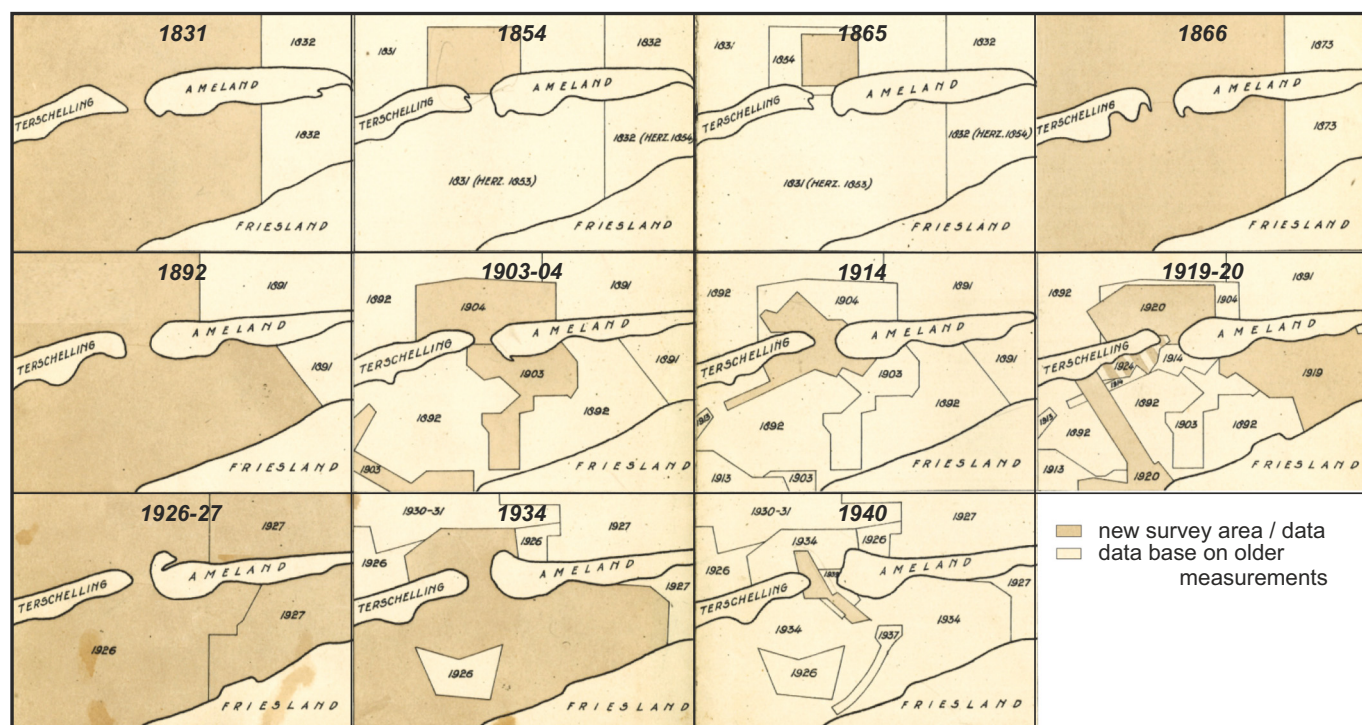 1831
1832
AMELAND
TERSCHELLING
1832
FRIESLAND
1854
1831
1832
AMELAND
TERSCHELLING
1832 (HERZ. 1854)
1831 (HERZ. 1853)
FRIESLAND
1865
1831
1854
1832
AMELAND
TERSCHELLING
1832 (HERZ. 1854)
1831 (HERZ. 1853)
FRIESLAND
1866
1873
AMELAND
TERSCHELLING
1873
FRIESLAND
1892
1891
AMELAND
TERSCHELLING
1891
FRIESLAND
1903-04
1892
1891
1904
AMELAND
TERSCHELLING
1903
1891
1892
1892
1903
FRIESLAND
1914
1892
1891
1904
AMELAND
TERSCHELLING
1903
1891
1892
1913
1892
1913
1903
FRIESLAND
1919-20
1892
1891
1920
1904
AMELAND
TERSCHELLING
1914
1924
1919
1892
1913
1892
1903
1892
1913
1920
FRIESLAND
1926-27
1927
AMELAND
TERSCHELLING
1927
1926
FRIESLAND
1934
1930-31
1927
1926
1926
AMELAND
TERSCHELLING
1927
1926
FRIESLAND
1940
1930-31
1927
1934
1926
1926
AMELAND
TERSCHELLING
1927
1934
1934
1937
1926
FRIESLAND
new survey area / data
data base on older
measurements